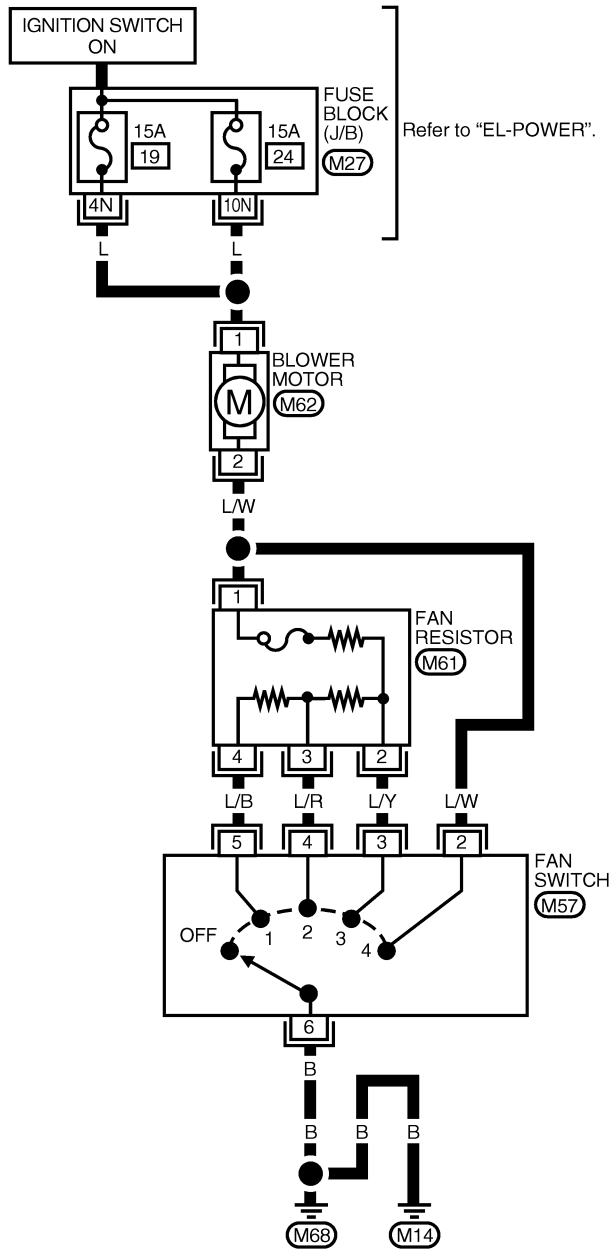 IGNITION SWITCH
ON
FUSE
BLOCK
(J/B)
M27
Refer to “EL-POWER”.
15A
19
15A
24
4N
10N
L
L
1
BLOWER
MOTOR
M62
M
2
L/W
1
FAN
RESISTOR
M61
4
3
2
L/B
L/R
L/Y
L/W
5
4
3
2
FAN
SWITCH
M57
OFF
1
2
3
4
6
B
B
B
B
M68
M14